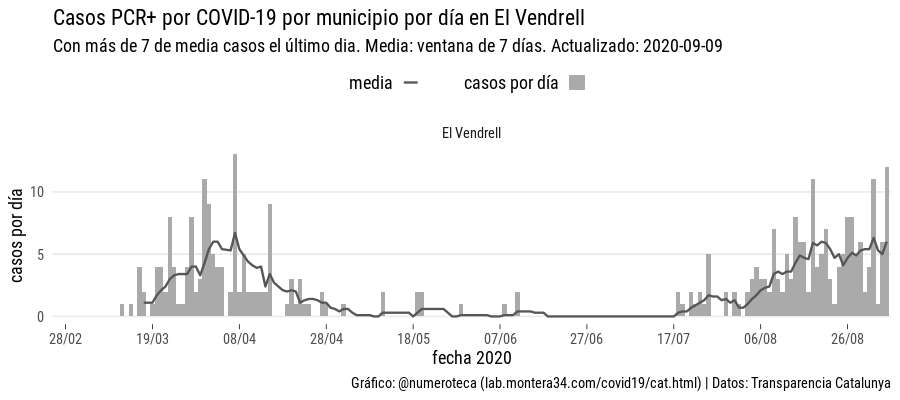 Casos PCR+ por COVID-19 por municipio por día en El Vendrell
Con más de 7 de media casos el último dia. Media: ventana de 7 días. Actualizado: 2020-09-09
media casos por día
El Vendrell
casos por día
10
5
0
28/02 19/03 08/04 28/04 18/05 07/06 27/06 17/07 06/08 26/08
fecha 2020
Gráfico: @numeroteca (lab.montera34.com/covid19/cat.html) | Datos: Transparencia Catalunya